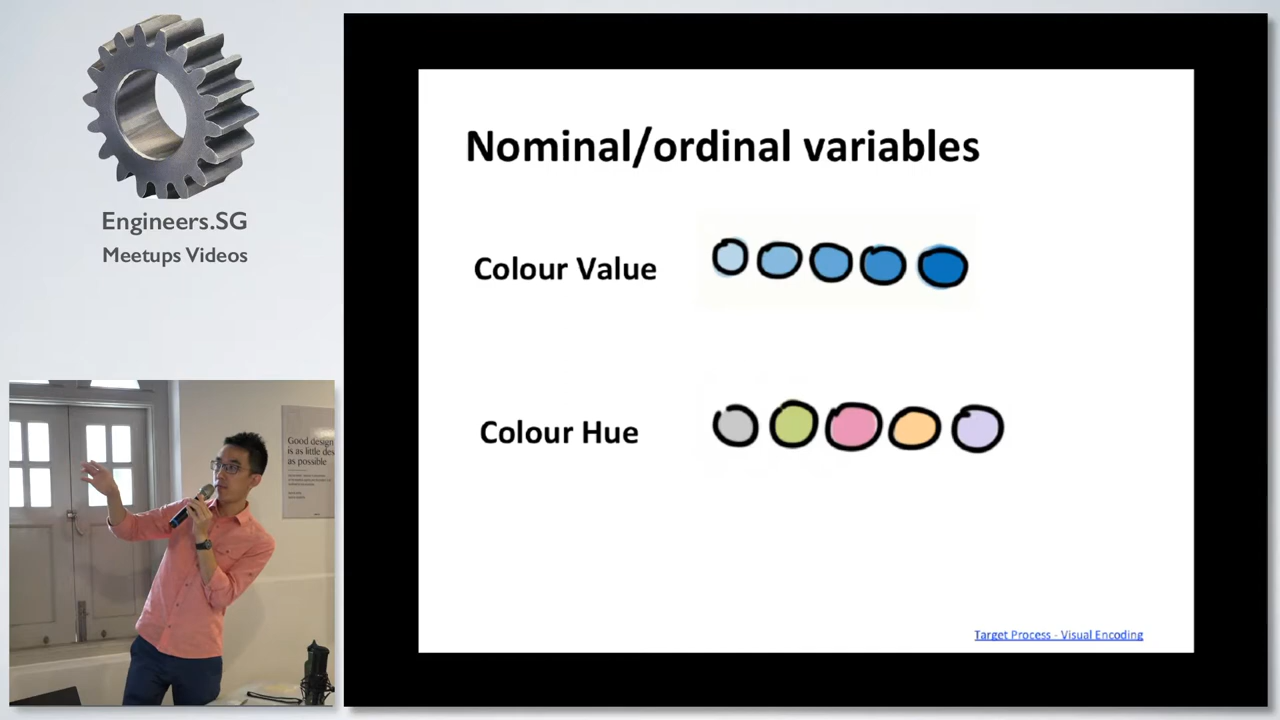 Engineers.SG
Meetups Videos
Nominal/ordinal variables
Colour Value
Colour Hue
Target Process - Visual Encoding
Good design
is as little des
as possible